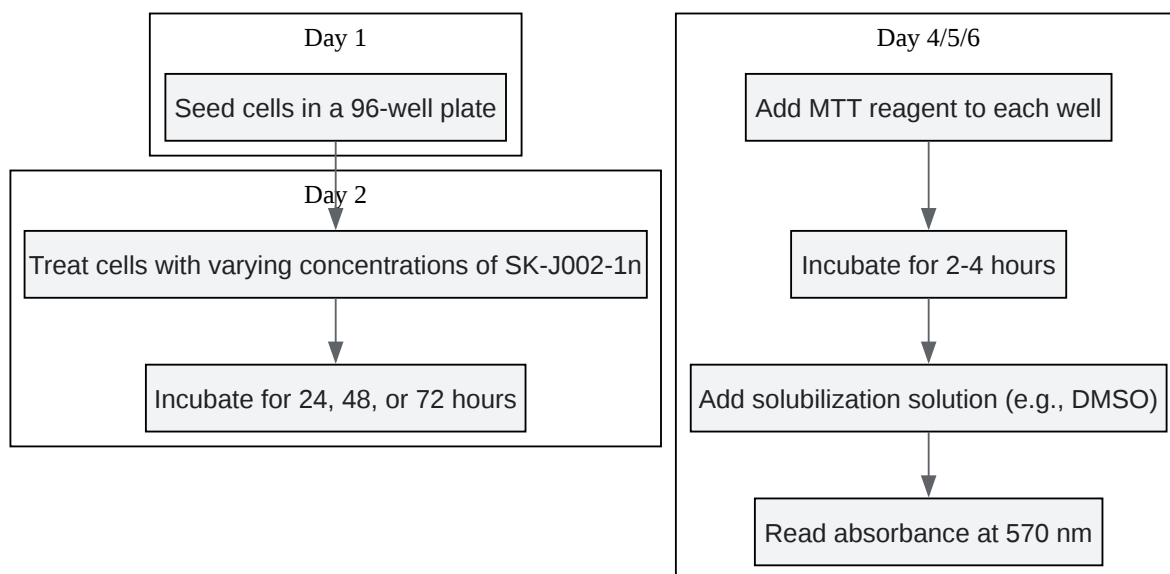 Day 1
Seed cells in a 96-well plate
Day 2
Treat cells with varying concentrations of SK-J002-1n
Incubate for 24, 48, or 72 hours
Day 4/5/6
Add MTT reagent to each well
Incubate for 2-4 hours
Add solubilization solution (e.g., DMSO)
Read absorbance at 570 nm